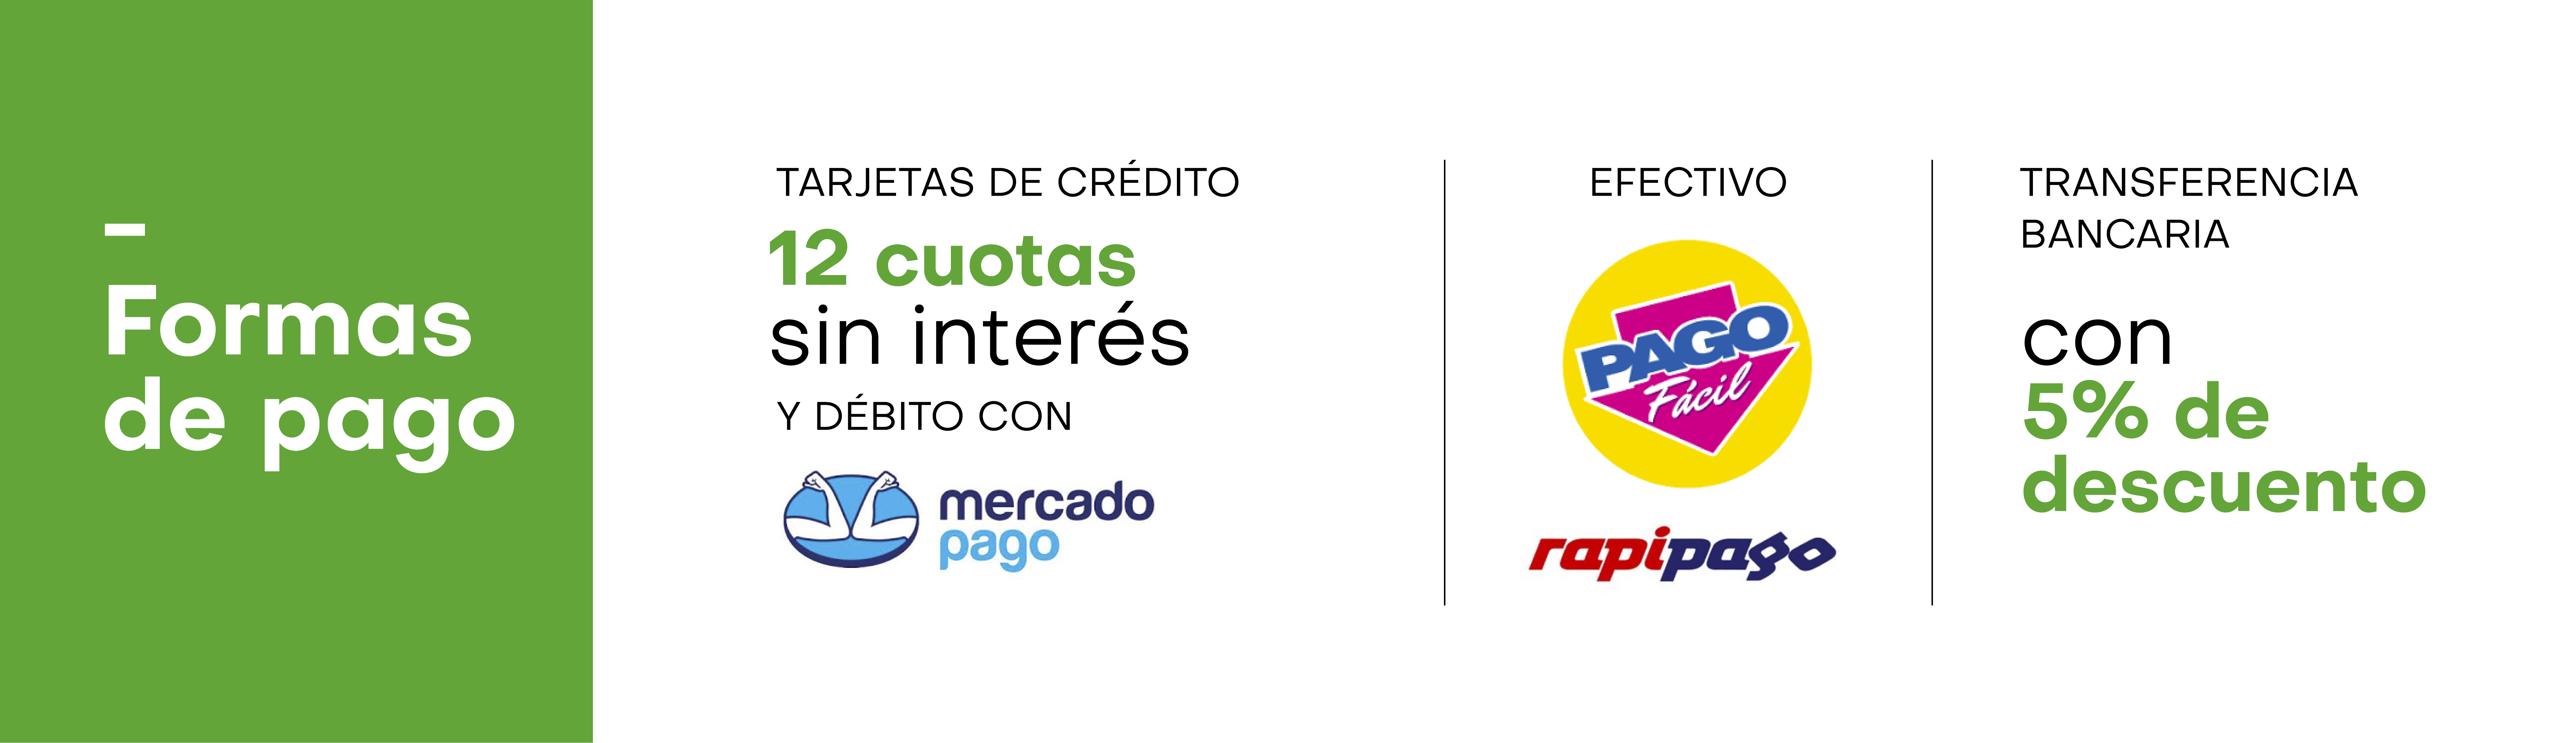 Formas
de pago
TARJETAS DE CRÉDITO
12 cuotas
sin interés
Y DÉBITO CON
mercado
pago
EFECTIVO
PAGO
Fácil
rapipago
TRANSFERENCIA
BANCARIA
con
5% de
descuento